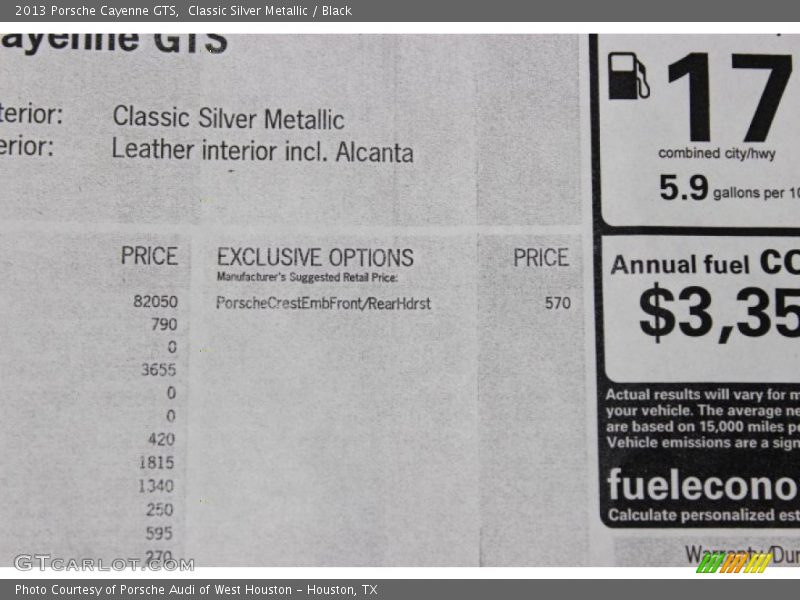 2013 Porsche Cayenne GTS,  Classic Silver Metallic / Black
ayenne GTS
terior: Classic Silver Metallic
erior: Leather interior incl. Alcanta
17
combined city/hwy
5.9 gallons per 10
PRICE
EXCLUSIVE OPTIONS PRICE
Manufacturer's Suggested Retail Price:
82050
PorscheCrestEmbFront/RearHdrst 570
790
0
3655
0
0
420
1815
1340
250
595
270
Annual fuel CO
$3,35
Actual results will vary for m
your vehicle. The average ne
are based on 15,000 miles pe
Vehicle emissions are a sign
fuelecono
Calculate personalized est
Warranty/Dur
GTcarlot.com
Photo Courtesy of Porsche Audi of West Houston – Houston, TX